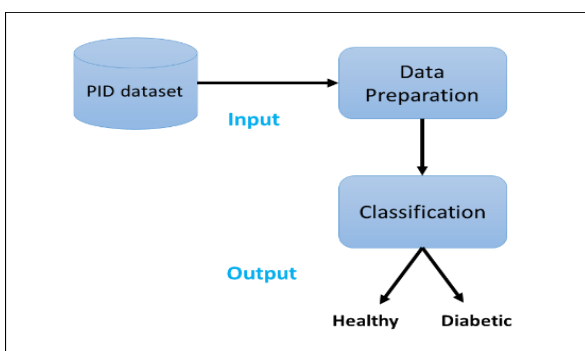 PID dataset
Data
Preparation
Input
Classification
Output
Healthy
Diabetic